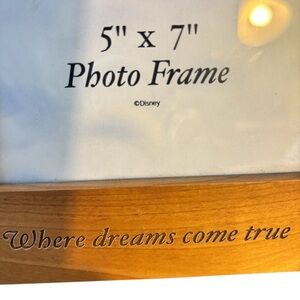 5" x 7"
Photo Frame
©Disney
Where dreams come true